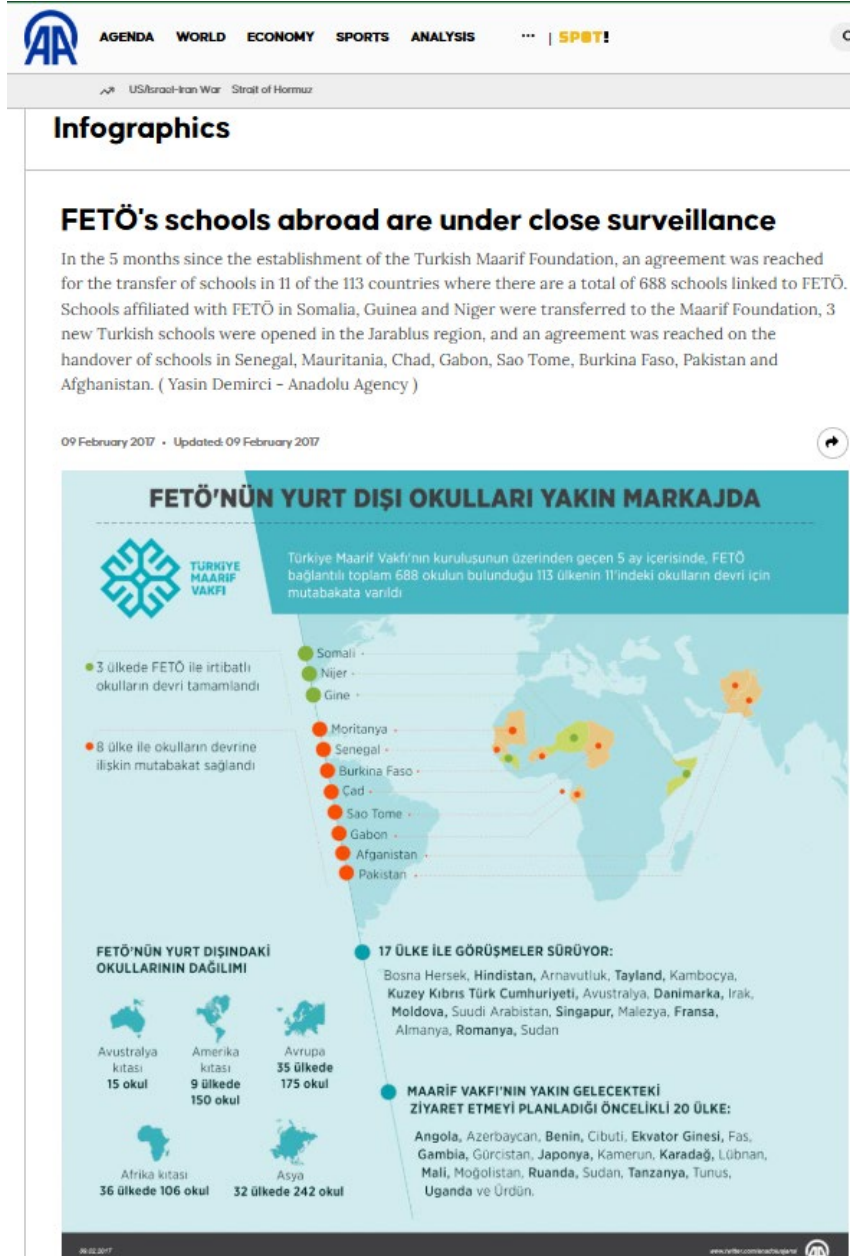 AA
AGENDA WORLD ECONOMY SPORTS ANALYSIS ... | SPOT!
US/Israel-Iran War Strait of Hormuz
Infographics
FETÖ's schools abroad are under close surveillance
In the 5 months since the establishment of the Turkish Maarif Foundation, an agreement was reached
for the transfer of schools in 11 of the 113 countries where there are a total of 688 schools linked to FETÖ.
Schools affiliated with FETÖ in Somalia, Guinea and Niger were transferred to the Maarif Foundation, 3
new Turkish schools were opened in the Jarablus region, and an agreement was reached on the
handover of schools in Senegal, Mauritania, Chad, Gabon, Sao Tome, Burkina Faso, Pakistan and
Afghanistan. ( Yasin Demirci – Anadolu Agency )
09 February 2017 • Updated: 09 February 2017
FETÖ'NÜN YURT DIŞI OKULLARI YAKIN MARKAJDA
TÜRKİYE
MAARİF
VAKFI
Türkiye Maarif Vakfı'nın kuruluşunun üzerinden geçen 5 ay içerisinde, FETÖ
bağlantılı toplam 688 okulun bulunduğu 113 ülkenin 11'indeki okulların devri için
mutabakata varıldı
3 ülkede FETÖ ile irtibatlı
okulların devri tamamlandı
Somali
Nijer
Gine
8 ülke ile okulların devrine
ilişkin mutabakat sağlandı
Moritanya
Senegal
Burkina Faso
Çad
Sao Tome
Gabon
Afganistan
Pakistan
FETÖ'NÜN YURT DIŞINDAKİ
OKULLARININ DAĞILIMI
Avustralya
kıtası
15 okul
Amerika
kıtası
9 ülkede
150 okul
Avrupa
35 ülkede
175 okul
Afrika kıtası
36 ülkede 106 okul
Asya
32 ülkede 242 okul
17 ÜLKE İLE GÖRÜŞMELER SÜRÜYOR:
Bosna Hersek, Hindistan, Arnavutluk, Tayland, Kamboçya,
Kuzey Kıbrıs Türk Cumhuriyeti, Avustralya, Danimarka, Irak,
Moldova, Suudi Arabistan, Singapur, Malezya, Fransa,
Almanya, Romanya, Sudan
MAARİF VAKFI'NIN YAKIN GELECEKTEKİ
ZİYARET ETMEYİ PLANLADIĞI ÖNCELİKLİ 20 ÜLKE:
Angola, Azerbaycan, Benin, Cibuti, Ekvator Ginesi, Fas,
Gambia, Gürcistan, Japonya, Kamerun, Karadağ, Lübnan,
Mali, Moğolistan, Ruanda, Sudan, Tanzanya, Tunus,
Uganda ve Ürdün.
AA